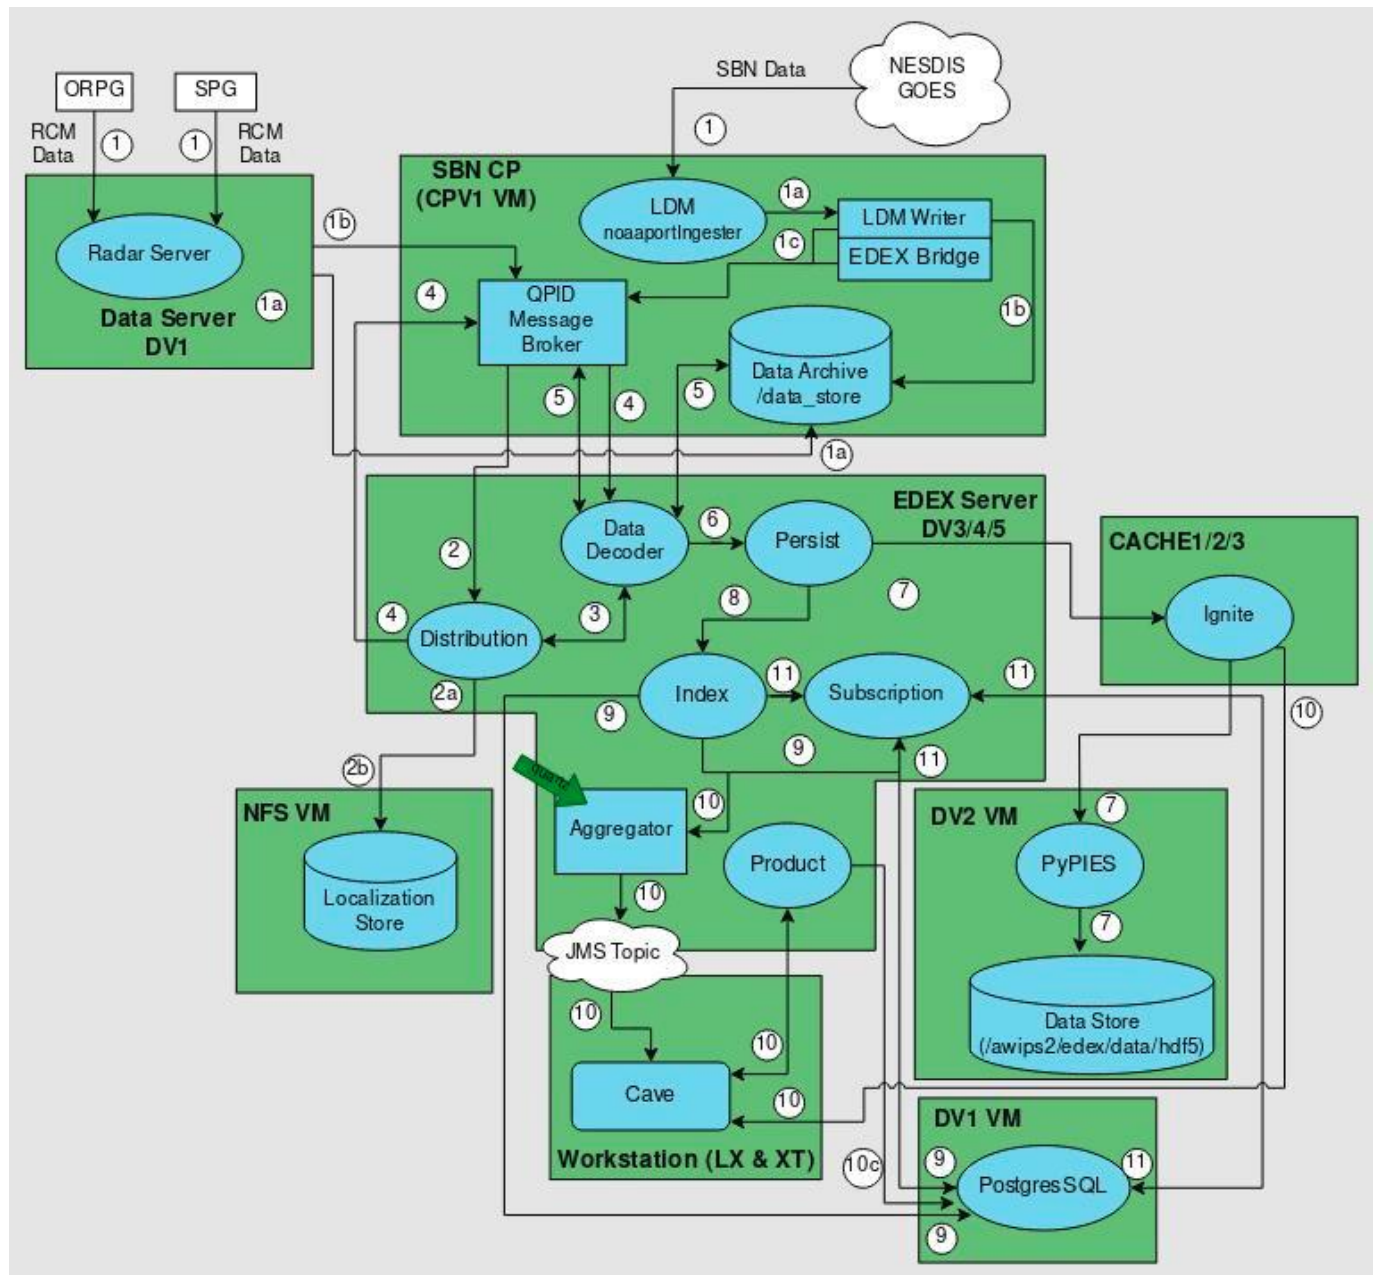 NESDIS
GOES
SBN Data
ORPG
SPG
RCM
Data
1
1
RCM
Data
1
SBN CP
(CPV1 VM)
LDM
noaaportIngester
1a
LDM Writer
EDEX Bridge
1c
1b
Radar Server
1b
1a
Data Server
DV1
4
QPID
Message
Broker
1b
Data Archive
/data_store
5
4
5
1a
EDEX Server
DV3/4/5
Data
Decoder
6
Persist
CACHE1/2/3
2
8
7
Ignite
4
3
Distribution
2a
Index
11
Subscription
11
9
9
11
10
2b
quartz
10
NFS VM
Aggregator
Product
DV2 VM
7
PyPIES
Localization
Store
10
7
JMS Topic
10
10
Data Store
(/awips2/edex/data/hdf5)
Cave
10
DV1 VM
Workstation (LX & XT)
10c
9
11
PostgresSQL
9